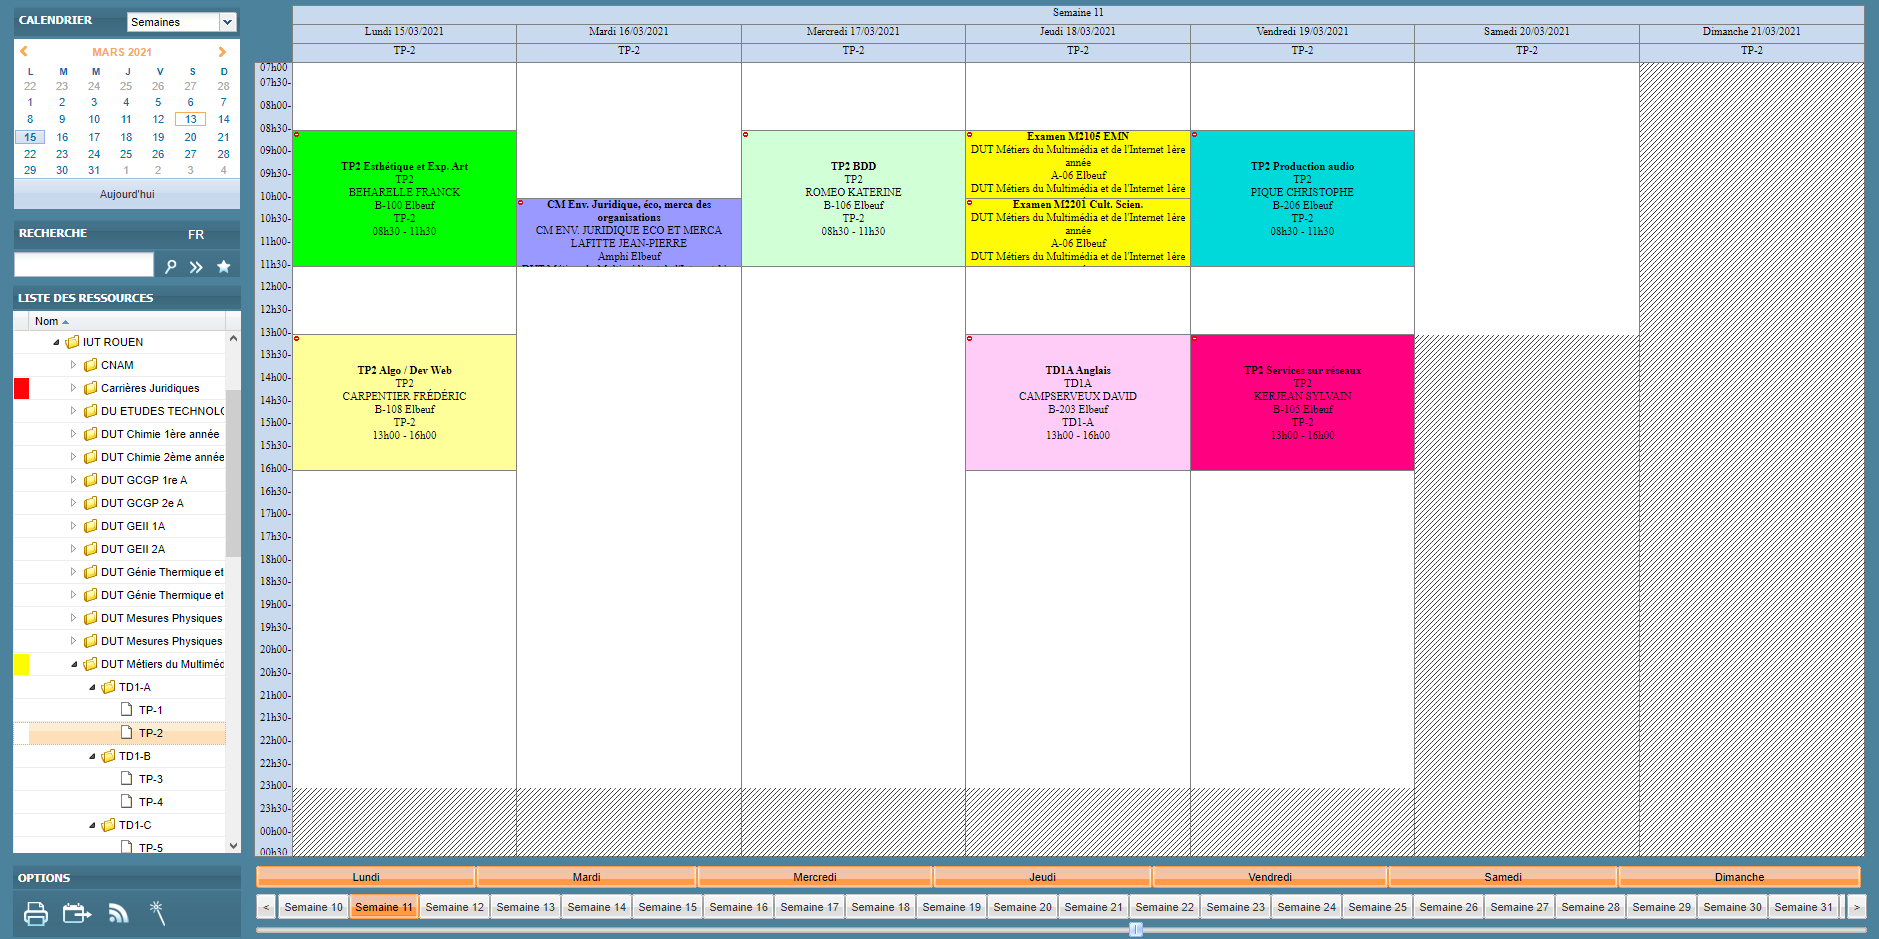 CALENDRIER
Semaines
MARS 2021
L M M J V S D
22 23 24 25 26 27 28
1 2 3 4 5 6 7
8 9 10 11 12 13 14
15 16 17 18 19 20 21
22 23 24 25 26 27 28
29 30 31 1 2 3 4
Aujourd'hui
RECHERCHE FR
LISTE DES RESSOURCES
Nom
IUT ROUEN
CNAM
Carrières Juridiques
DU ETUDES TECHNOLO
DUT Chimie 1ère année
DUT Chimie 2ème année
DUT GCGP 1re A
DUT GCGP 2e A
DUT GEII 1A
DUT GEII 2A
DUT Génie Thermique et
DUT Génie Thermique et
DUT Mesures Physiques
DUT Mesures Physiques
DUT Métiers du Multiméd
TD1-A
TP-1
TP-2
TD1-B
TP-3
TP-4
TD1-C
TP-5
OPTIONS
Semaine 11
Lundi 15/03/2021 Mardi 16/03/2021 Mercredi 17/03/2021 Jeudi 18/03/2021 Vendredi 19/03/2021 Samedi 20/03/2021 Dimanche 21/03/2021
TP-2 TP-2 TP-2 TP-2 TP-2 TP-2 TP-2
07h00
07h30-
08h00-
08h30-
09h00-
09h30-
10h00-
10h30-
11h00-
11h30-
12h00-
12h30-
13h00-
13h30-
14h00-
14h30-
15h00-
15h30-
16h00-
16h30-
17h00-
17h30-
18h00-
18h30-
19h00-
19h30-
20h00-
20h30-
21h00-
21h30-
22h00-
22h30-
23h00-
23h30-
00h00-
00h30
TP2 Esthétique et Exp. Art
TP2
BEHARELLE FRANCK
B-100 Elbeuf
TP-2
08h30 - 11h30
TP2 Algo / Dev Web
TP2
CARPENTIER FRÉDÉRIC
B-108 Elbeuf
TP-2
13h00 - 16h00
CM Env. Juridique, éco, merca des
organisations
CM ENV. JURIDIQUE ECO ET MERCA
LAFITTE JEAN-PIERRE
Amphi Elbeuf
DUT Métiers du Multimédia et de l'Internet 1ère
TP2 BDD
TP2
ROMEO KATERINE
B-106 Elbeuf
TP-2
08h30 - 11h30
Examen M2105 EMN
DUT Métiers du Multimédia et de l'Internet 1ère
année
A-06 Elbeuf
DUT Métiers du Multimédia et de l'Internet 1ère
Examen M2201 Cult. Scien.
DUT Métiers du Multimédia et de l'Internet 1ère
année
A-06 Elbeuf
DUT Métiers du Multimédia et de l'Internet 1ère
TD1A Anglais
TD1A
CAMPSERVEUX DAVID
B-203 Elbeuf
TD1-A
13h00 - 16h00
TP2 Production audio
TP2
PIQUE CHRISTOPHE
B-206 Elbeuf
TP-2
08h30 - 11h30
TP2 Services sur réseaux
TP2
KERJEAN SYLVAIN
B-105 Elbeuf
TP-2
13h00 - 16h00
Lundi Mardi Mercredi Jeudi Vendredi Samedi Dimanche
< Semaine 10 Semaine 11 Semaine 12 Semaine 13 Semaine 14 Semaine 15 Semaine 16 Semaine 17 Semaine 18 Semaine 19 Semaine 20 Semaine 21 Semaine 22 Semaine 23 Semaine 24 Semaine 25 Semaine 26 Semaine 27 Semaine 28 Semaine 29 Semaine 30 Semaine 31 >